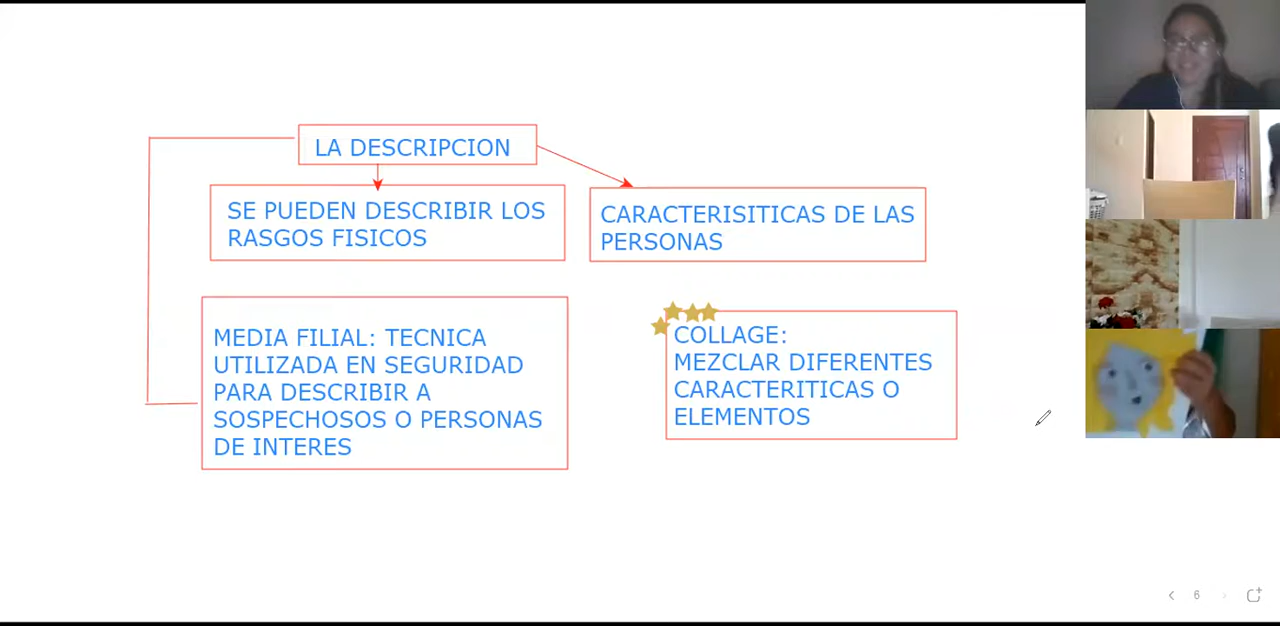 LA DESCRIPCION
SE PUEDEN DESCRIBIR LOS
RASGOS FISICOS
CARACTERISITICAS DE LAS
PERSONAS
MEDIA FILIAL: TECNICA
UTILIZADA EN SEGURIDAD
PARA DESCRIBIR A
SOSPECHOSOS O PERSONAS
DE INTERES
COLLAGE:
MEZCLAR DIFERENTES
CARACTERITICAS O
ELEMENTOS
6